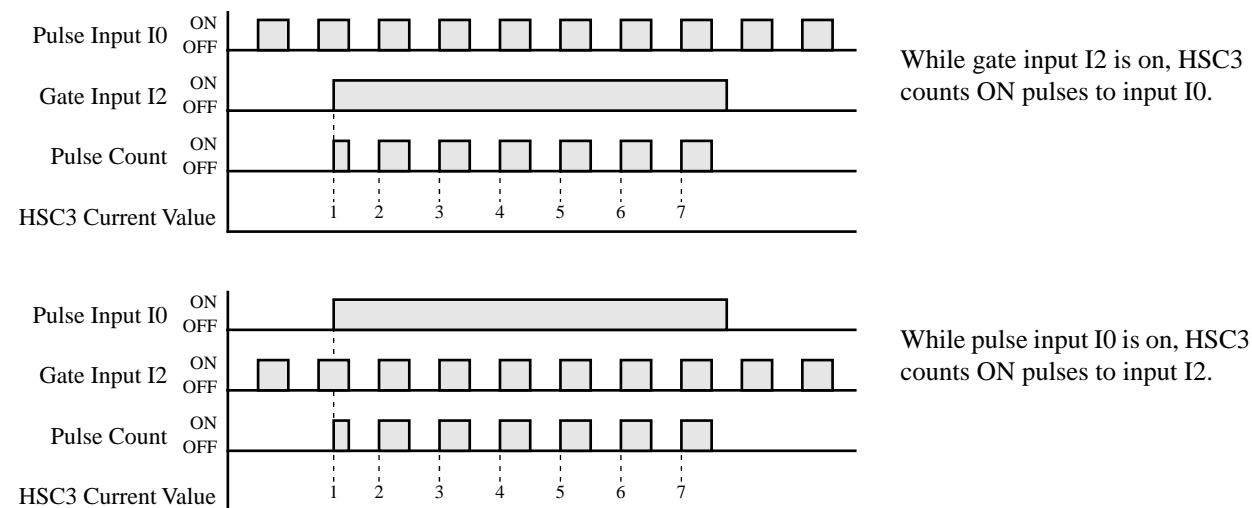 Pulse Input I0 ON
OFF
Gate Input I2 ON
OFF
Pulse Count ON
OFF
HSC3 Current Value 1 2 3 4 5 6 7
While gate input I2 is on, HSC3
counts ON pulses to input I0.
Pulse Input I0 ON
OFF
Gate Input I2 ON
OFF
Pulse Count ON
OFF
HSC3 Current Value 1 2 3 4 5 6 7
While pulse input I0 is on, HSC3
counts ON pulses to input I2.